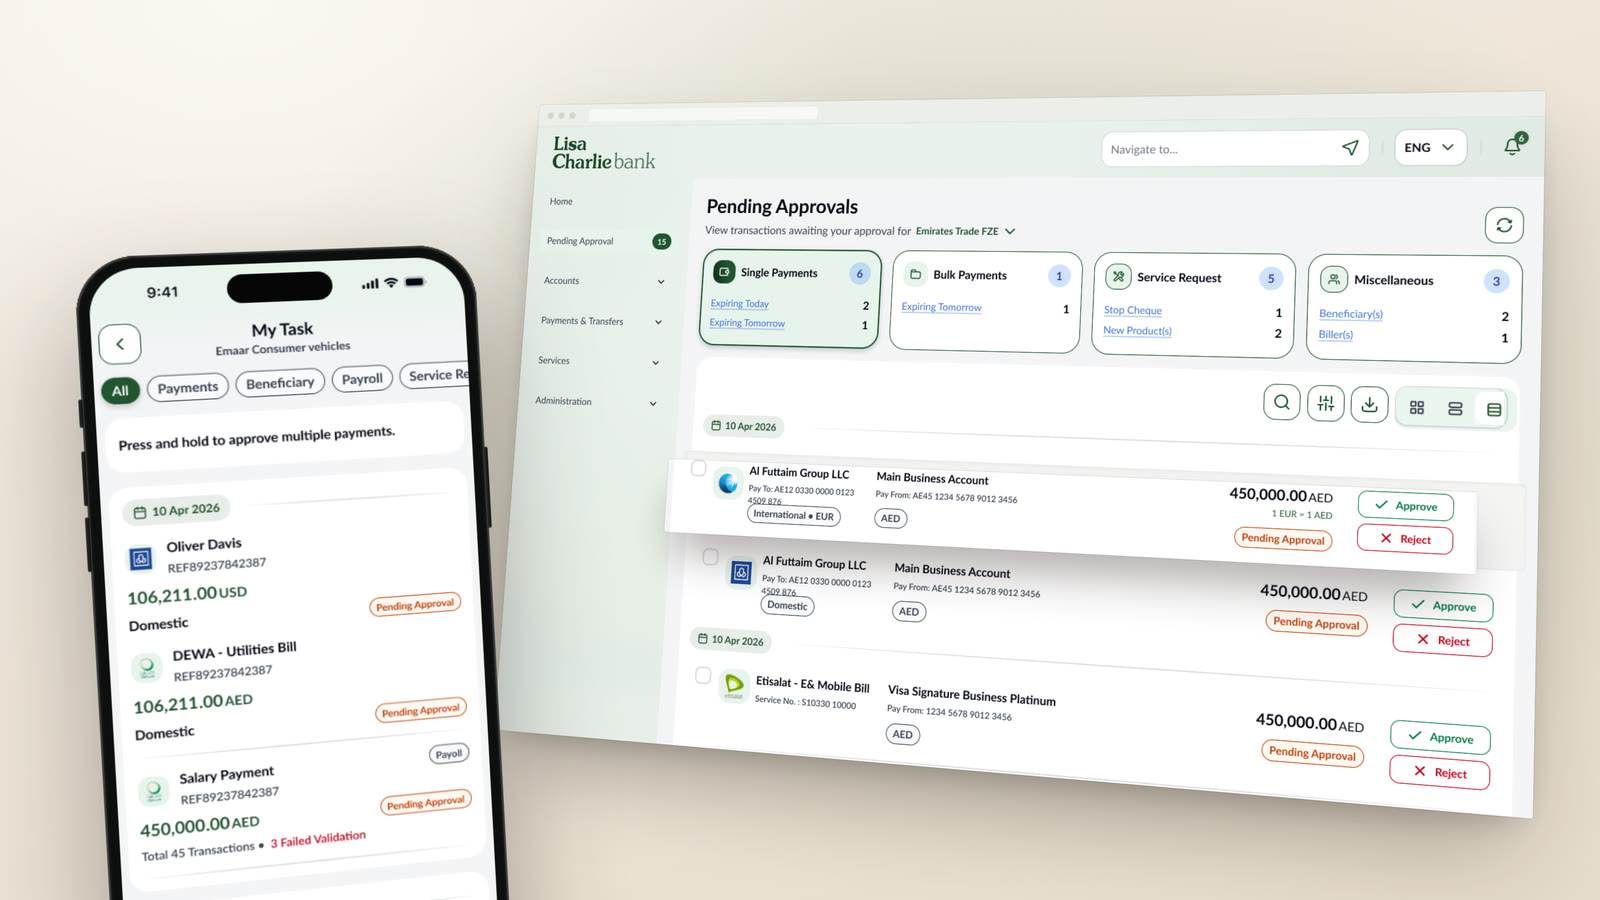 9:41
My Task
Emaar Consumer vehicles
All
Payments
Beneficiary
Payroll
Service Re
Press and hold to approve multiple payments.
10 Apr 2026
Oliver Davis
REF89237842387
106,211.00 USD
Pending Approval
Domestic
DEWA - Utilities Bill
REF89237842387
106,211.00 AED
Pending Approval
Domestic
Payoll
Salary Payment
REF89237842387
Pending Approval
450,000.00 AED
Total 45 Transactions • 3 Failed Validation
Lisa
Charlie bank
Navigate to...
ENG
6
Home
Pending Approval
15
Accounts
Payments & Transfers
Services
Administration
Pending Approvals
View transactions awaiting your approval for Emirates Trade FZE
Single Payments
6
Expiring Today
2
Expiring Tomorrow
1
Bulk Payments
1
Expiring Tomorrow
1
Service Request
5
Stop Cheque
1
New Product(s)
2
Miscellaneous
3
Beneficiary(s)
2
Biller(s)
1
10 Apr 2026
Al Futtaim Group LLC
Pay To: AE12 0330 0000 0123
4509 876
International • EUR
Main Business Account
Pay From: AE45 1234 5678 9012 3456
AED
450,000.00 AED
1 EUR = 1 AED
Pending Approval
Approve
Reject
Al Futtaim Group LLC
Pay To: AE12 0330 0000 0123
4509 876
Domestic
Main Business Account
Pay From: AE45 1234 5678 9012 3456
AED
450,000.00 AED
Pending Approval
Approve
Reject
10 Apr 2026
etisalat
Etisalat - E& Mobile Bill
Service No. : S10330 10000
Visa Signature Business Platinum
Pay From: 1234 5678 9012 3456
AED
450,000.00 AED
Pending Approval
Approve
Reject